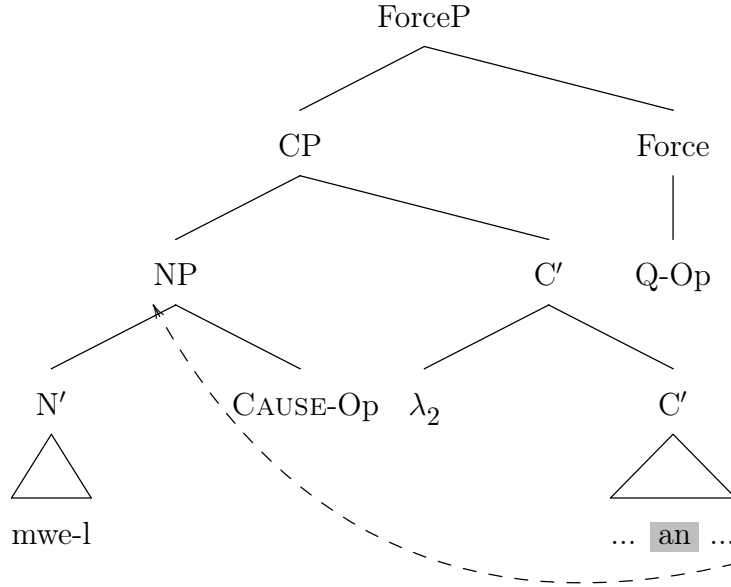 ForceP
CP Force
NP C′ Q-Op
N′ CAUSE-Op λ₂ C′
mwe-l ... an ...